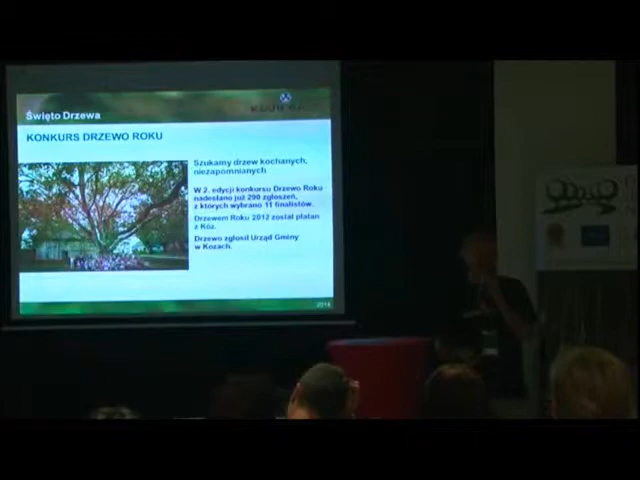 Święto Drzewa
KONKURS DRZEWO ROKU
Szukamy drzew kochanych,
niezapomnianych
W 2. edycji konkursu Drzewo Roku
nadesłano już 290 zgłoszeń,
z których wybrano 11 finalistów.
Drzewem Roku 2012 został platan
z Kóz.
Drzewo zgłosił Urząd Gminy
w Kozach.